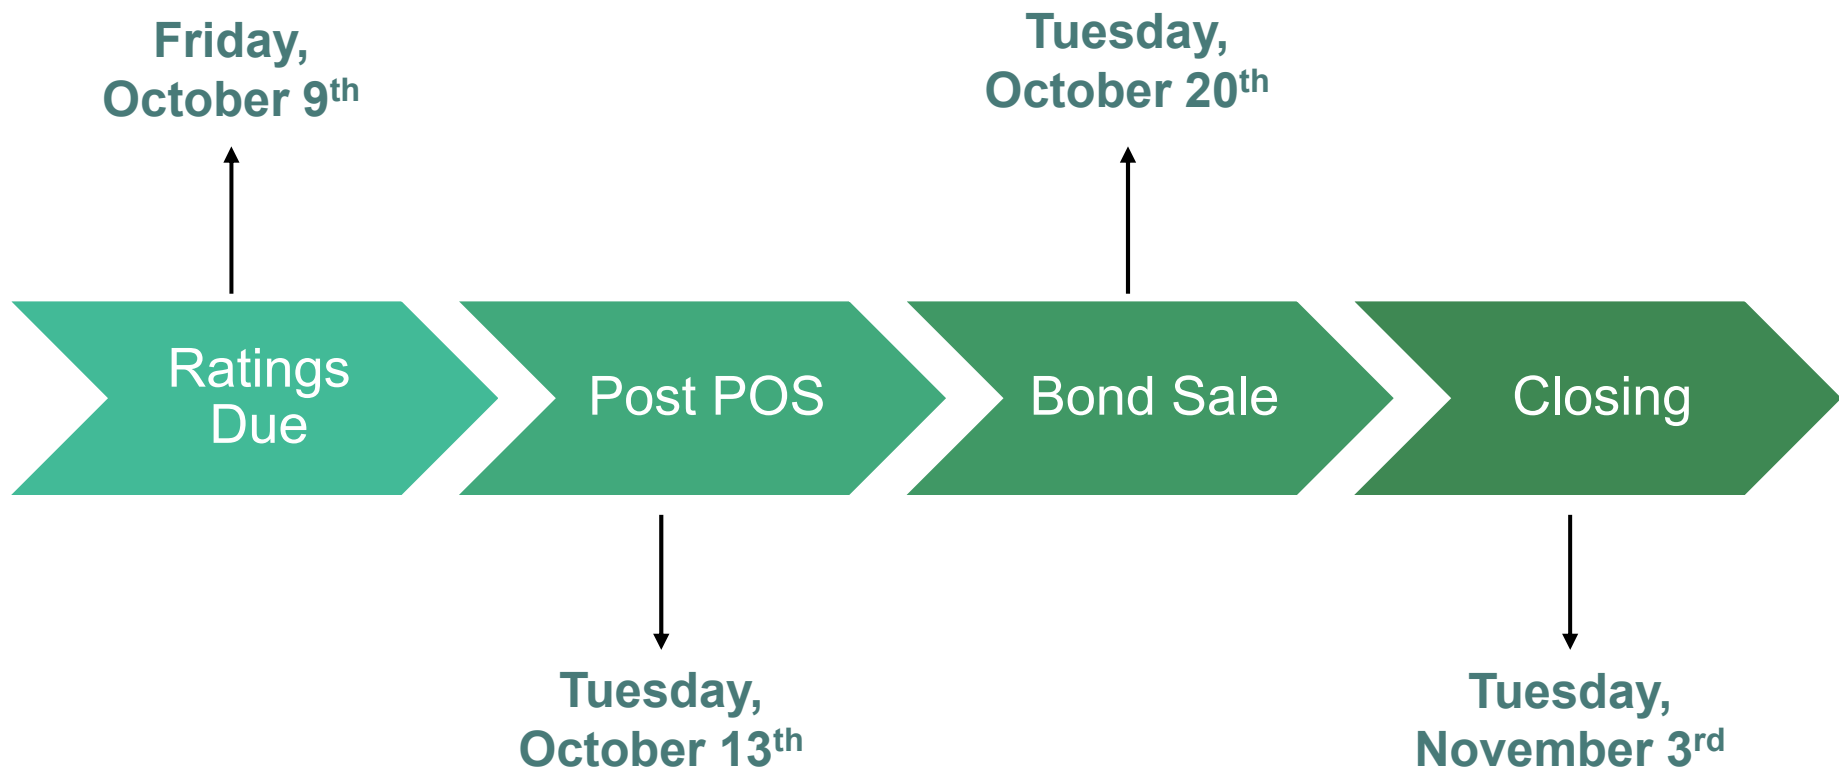 Friday,
October 9th
Tuesday,
October 20th
Ratings
Due
Post POS
Bond Sale
Closing
Tuesday,
October 13th
Tuesday,
November 3rd